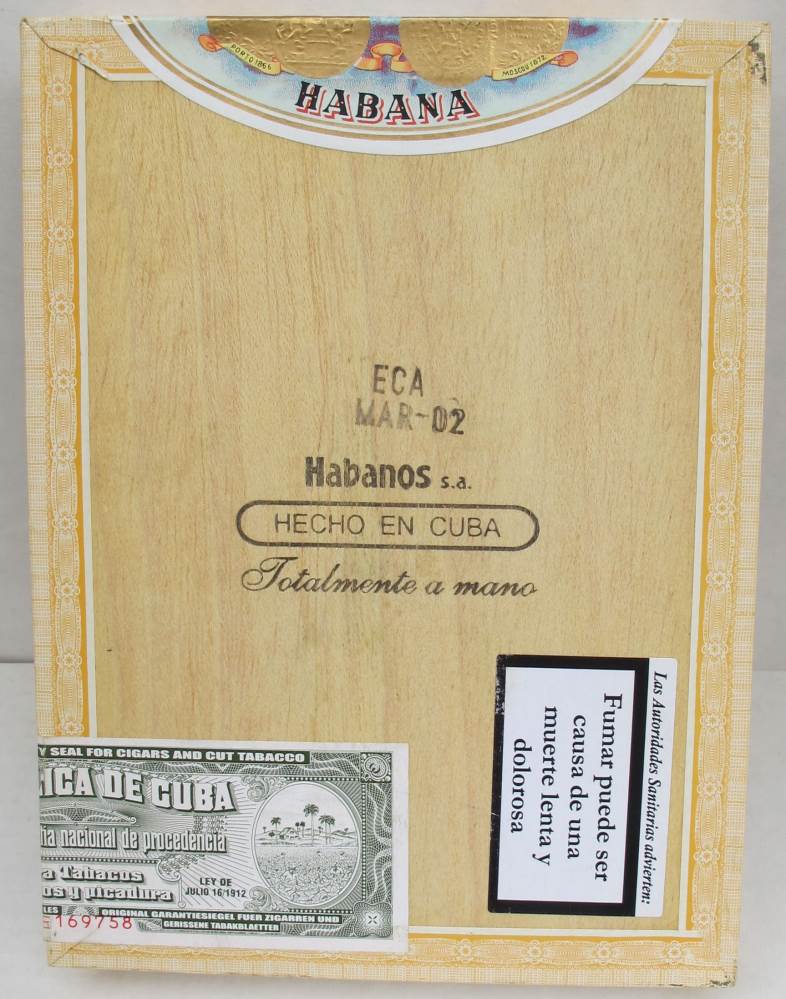 PORTO 1866
MOSCOU 1872
HABANA
ECA
MAR-02
Habanos s.a.
HECHO EN CUBA
Totalmente a mano
Las Autoridades Sanitarias advierten:
Fumar puede ser
causa de una
muerte lenta y
dolorosa
Y SEAL FOR CIGARS AND CUT TABACCO
ICA DE CUBA
ía nacional de procedencia
a Tabacos
os y picadura
LEY DE
JULIO 16/1912
LES
ORIGINAL GARANTIESIEGEL FUER ZIGARREN UND
GERISSENE TABAKBLAETTER
169758